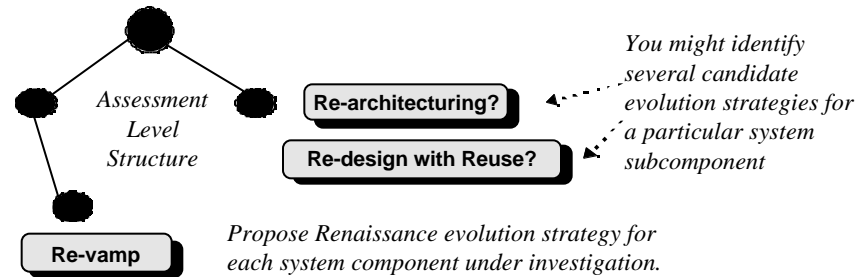 You might identify
several candidate
evolution strategies for
a particular system
subcomponent
Assessment
Level
Structure
Re-architecturing?
Re-design with Reuse?
Re-vamp
Propose Renaissance evolution strategy for
each system component under investigation.